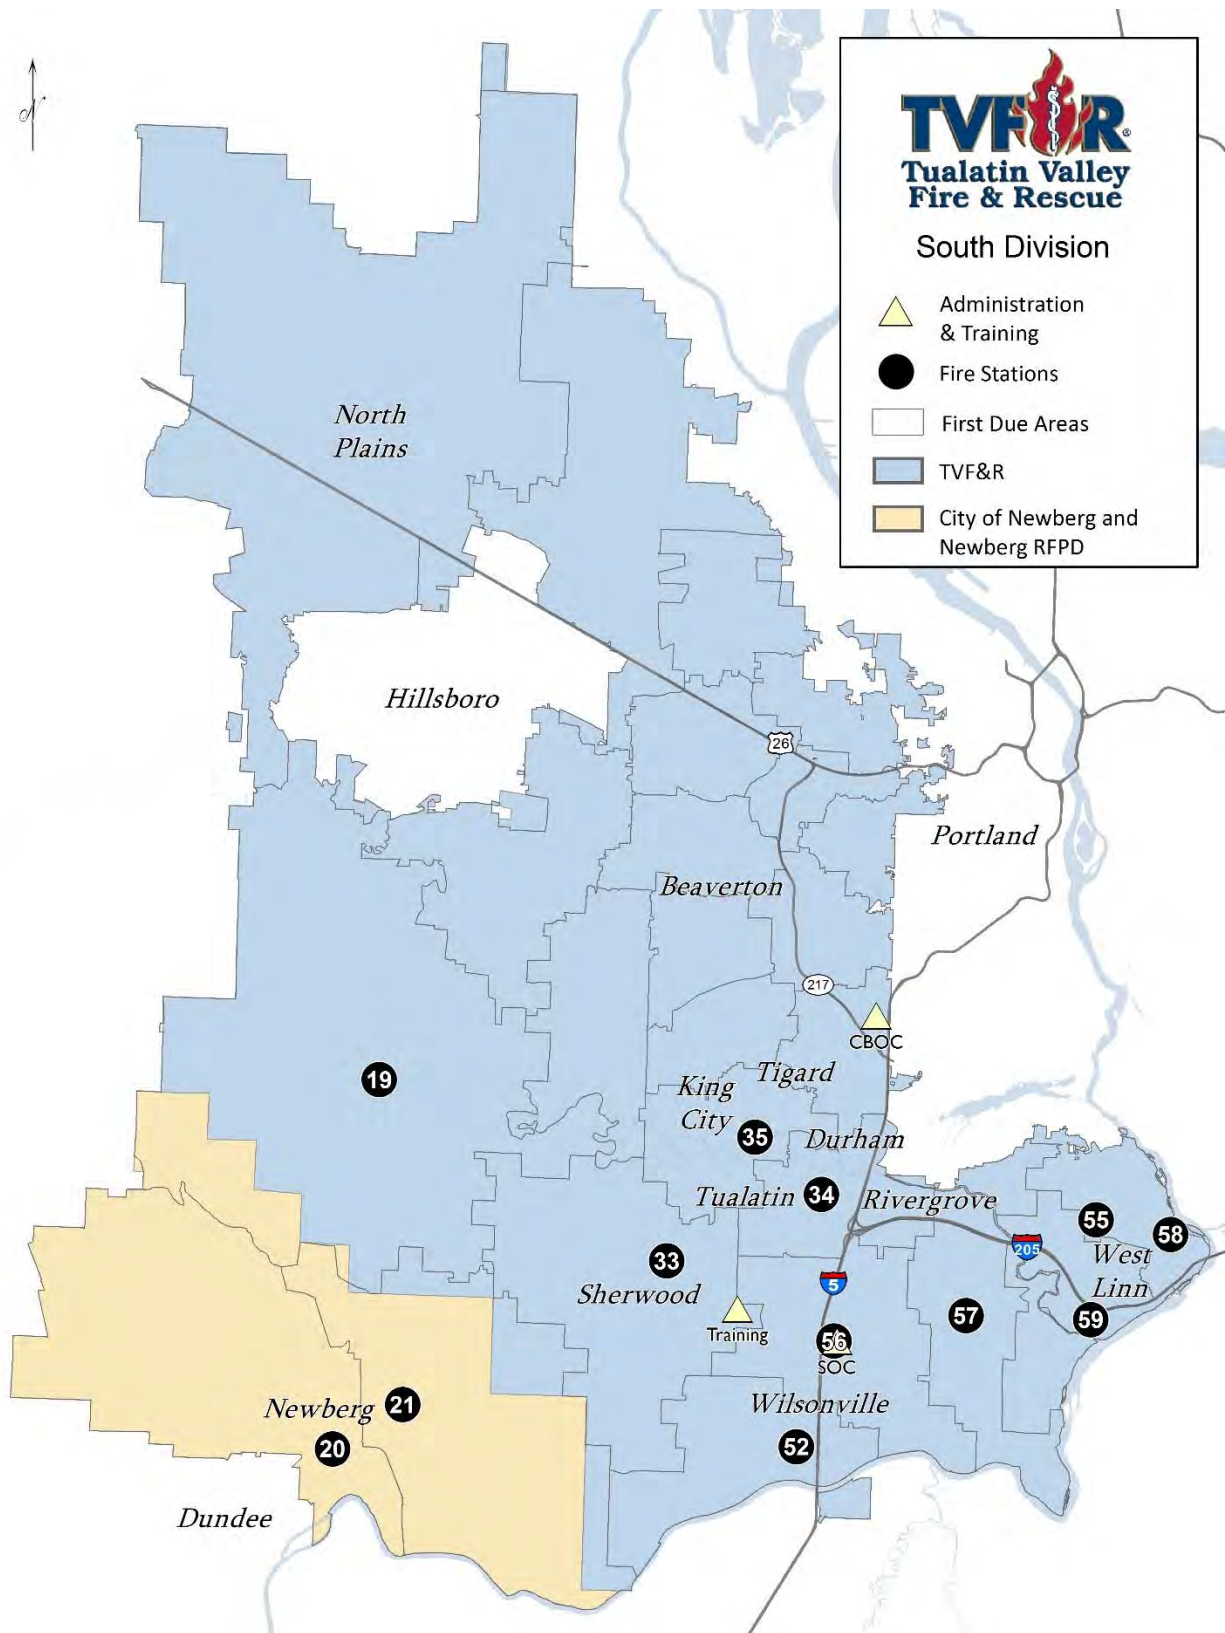 N
TVF&R®
Tualatin Valley
Fire & Rescue
South Division
Administration
& Training
Fire Stations
First Due Areas
TVF&R
City of Newberg and
Newberg RFPD
North
Plains
Hillsboro
26
Portland
Beaverton
217
CBOC
19
Tigard
King
City
35
Durham
Tualatin
34
Rivergrove
55
58
205
West
Linn
33
Sherwood
5
Training
57
59
56
SOC
Newberg
21
Wilsonville
20
52
Dundee